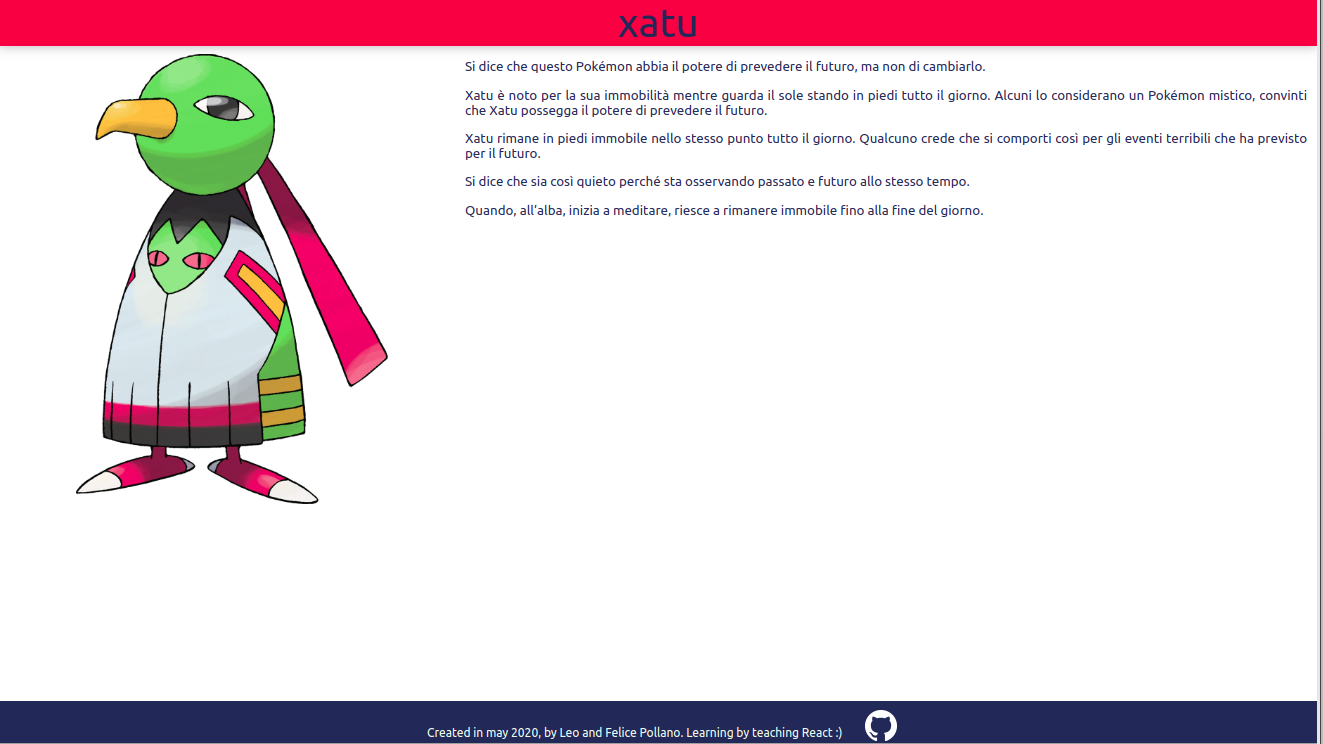 xatu
Si dice che questo Pokémon abbia il potere di prevedere il futuro, ma non di cambiarlo.
Xatu è noto per la sua immobilità mentre guarda il sole stando in piedi tutto il giorno. Alcuni lo considerano un Pokémon mistico, convinti
che Xatu possegga il potere di prevedere il futuro.
Xatu rimane in piedi immobile nello stesso punto tutto il giorno. Qualcuno crede che si comporti così per gli eventi terribili che ha previsto
per il futuro.
Si dice che sia così quieto perché sta osservando passato e futuro allo stesso tempo.
Quando, all’alba, inizia a meditare, riesce a rimanere immobile fino alla fine del giorno.
Created in may 2020, by Leo and Felice Pollano. Learning by teaching React :)